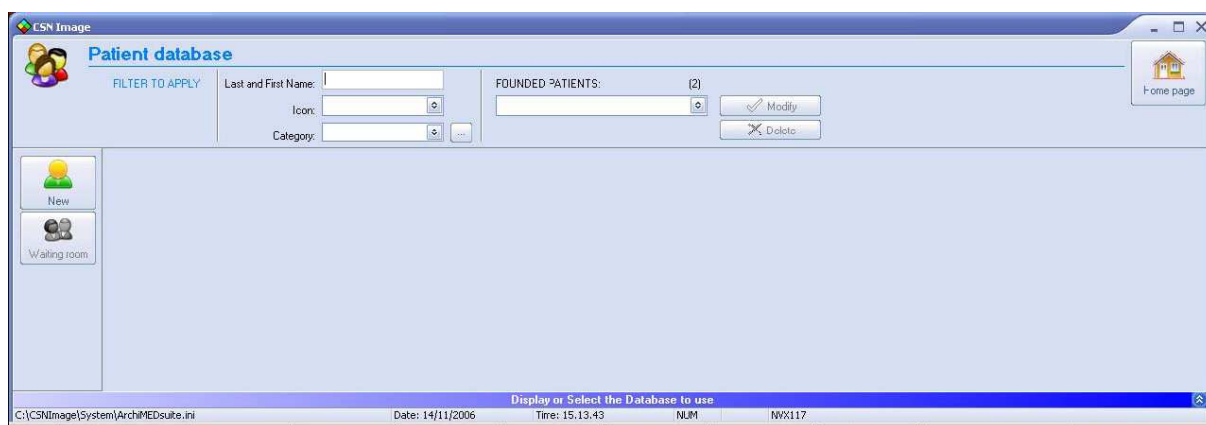 CSN Image
Patient database
FILTER TO APPLY
Last and First Name:
FOUNDED PATIENTS: (2)
Home page
Icon:
Modify
Category:
...
Delete
New
Waiting room
Display or Select the Database to use
C:\CSNImage\System\ArchiMEDsuite.ini Date: 14/11/2006 Time: 15.13.43 NUM NVX117